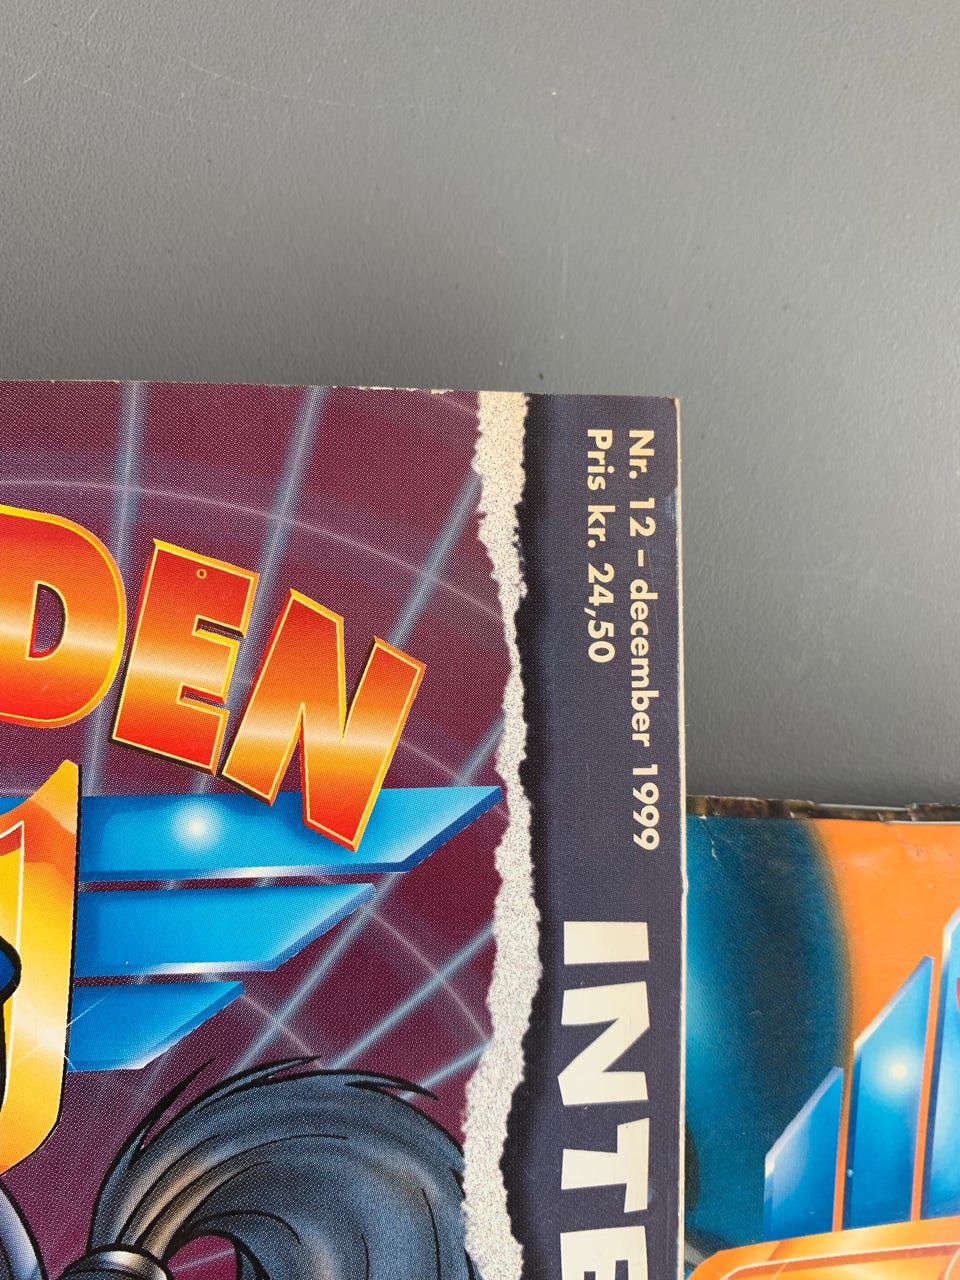 DEN
Nr. 12 – december 1999
Pris kr. 24,50
INTE